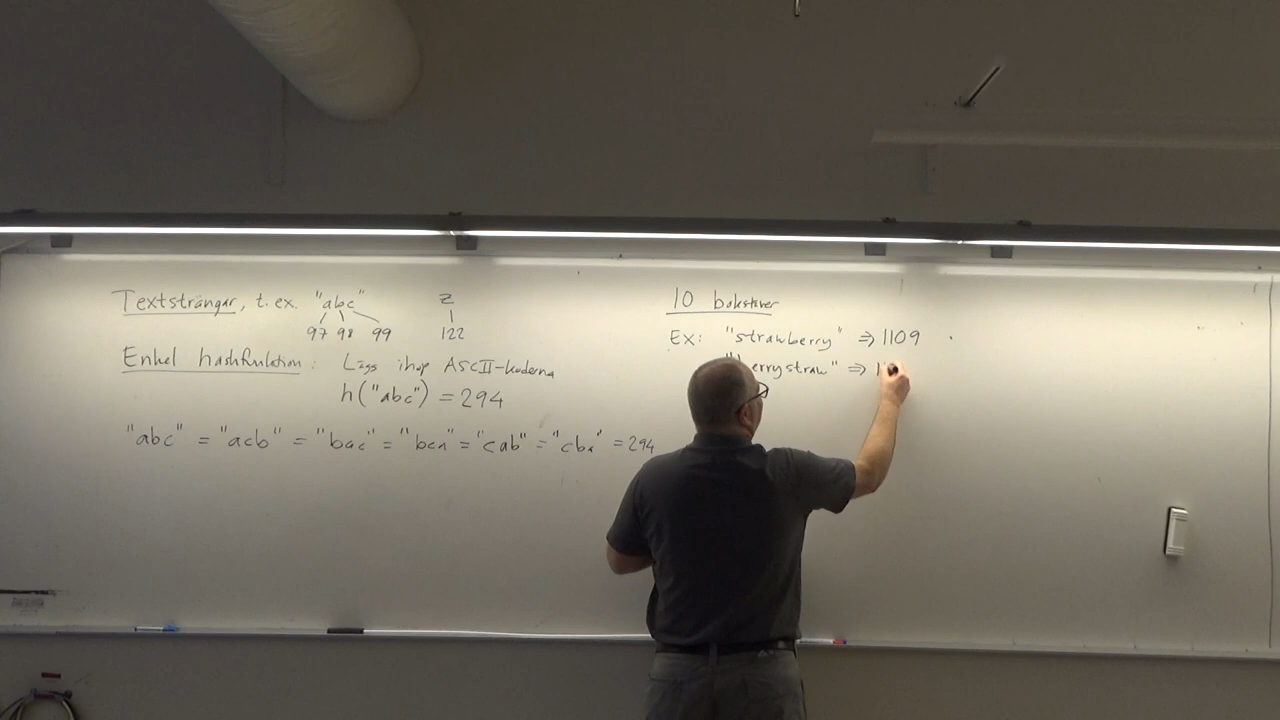 Textsträngar, t. ex. "abc"
97 98 99
z
122
Enkel hashfunktion: Lägg ihop ASCII-koderna
h("abc") = 294
"abc" = "acb" = "bac" = "bca" = "cab" = "cba" = 294
10 bokstäver
Ex: "strawberry" ⇒ 1109
errystraw" ⇒ 1